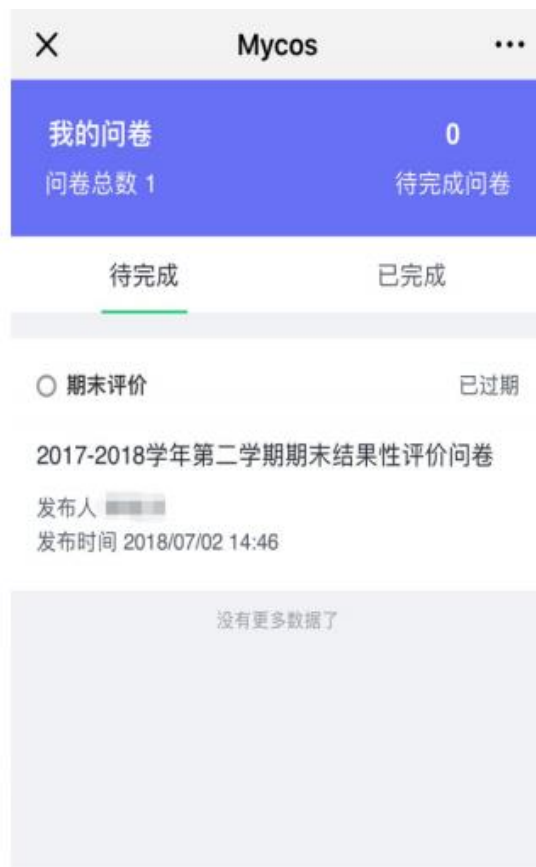 Mycos
我的问卷 0
问卷总数 1 待完成问卷
待完成 已完成
期末评价 已过期
2017-2018学年第二学期期末结果性评价问卷
发布人
发布时间 2018/07/02 14:46
没有更多数据了